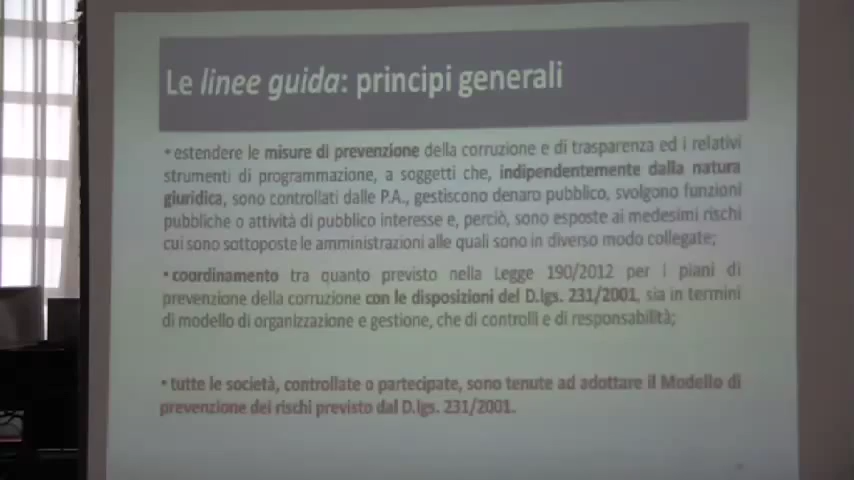 Le linee guida: principi generali
•estendere le misure di prevenzione della corruzione e di trasparenza ed i relativi
strumenti di programmazione, a soggetti che, indipendentemente dalla natura
giuridica, sono controllati dalle P.A., gestiscono denaro pubblico, svolgono funzioni
pubbliche o attività di pubblico interesse e, perciò, sono esposte ai medesimi rischi
cui sono sottoposte le amministrazioni alle quali sono in diverso modo collegate;
•coordinamento tra quanto previsto nella Legge 190/2012 per i piani di
prevenzione della corruzione con le disposizioni del D.lgs. 231/2001, sia in termini
di modello di organizzazione e gestione, che di controlli e di responsabilità;
•tutte le società, controllate o partecipate, sono tenute ad adottare il Modello di
prevenzione dei rischi previsto dal D.lgs. 231/2001.